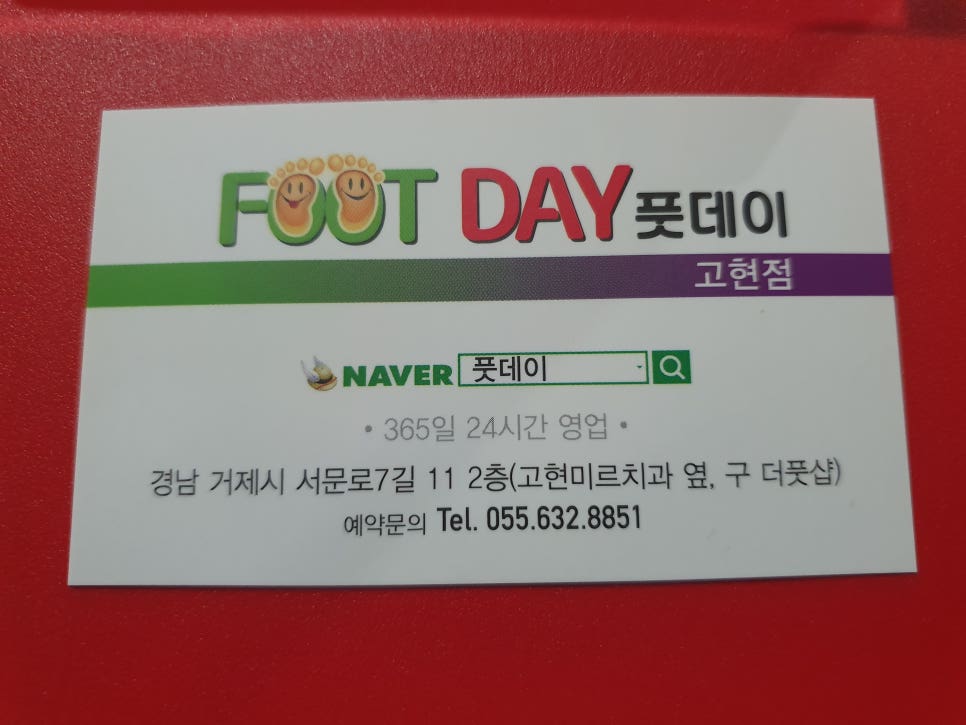 FOOT DAY 풋데이
고현점
NAVER 풋데이
• 365일 24시간 영업 •
경남 거제시 서문로7길 11 2층(고현미르치과 옆, 구 더풋샵)
예약문의 Tel. 055.632.8851